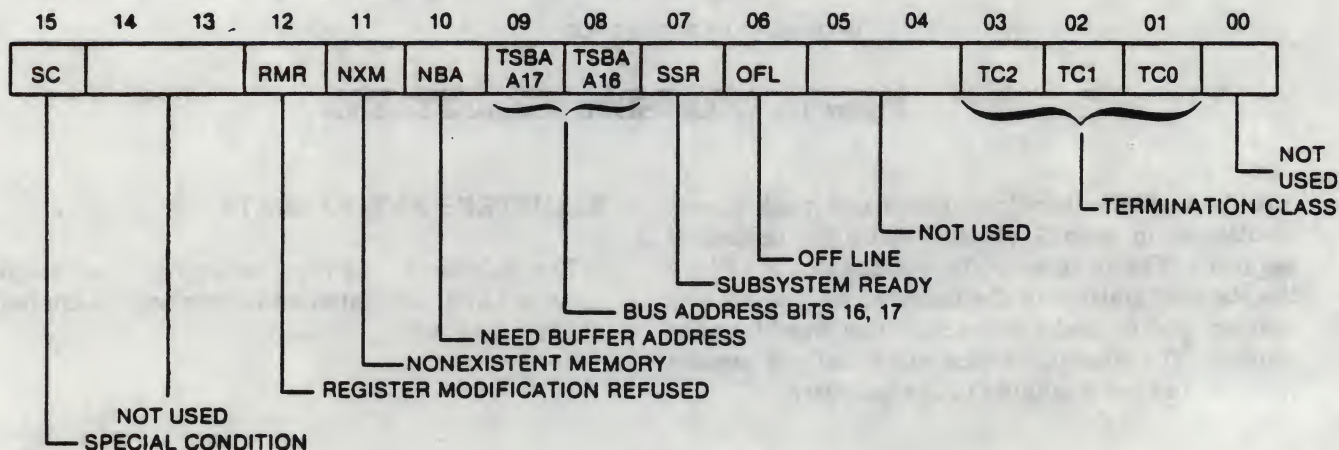 15 14 13 12 11 10 09 08 07 06 05 04 03 02 01 00
SC RMR NXM NBA TSBA A17 TSBA A16 SSR OFL TC2 TC1 TC0
NOT
USED
TERMINATION CLASS
NOT USED
OFF LINE
SUBSYSTEM READY
BUS ADDRESS BITS 16, 17
NEED BUFFER ADDRESS
NONEXISTENT MEMORY
REGISTER MODIFICATION REFUSED
NOT USED
SPECIAL CONDITION